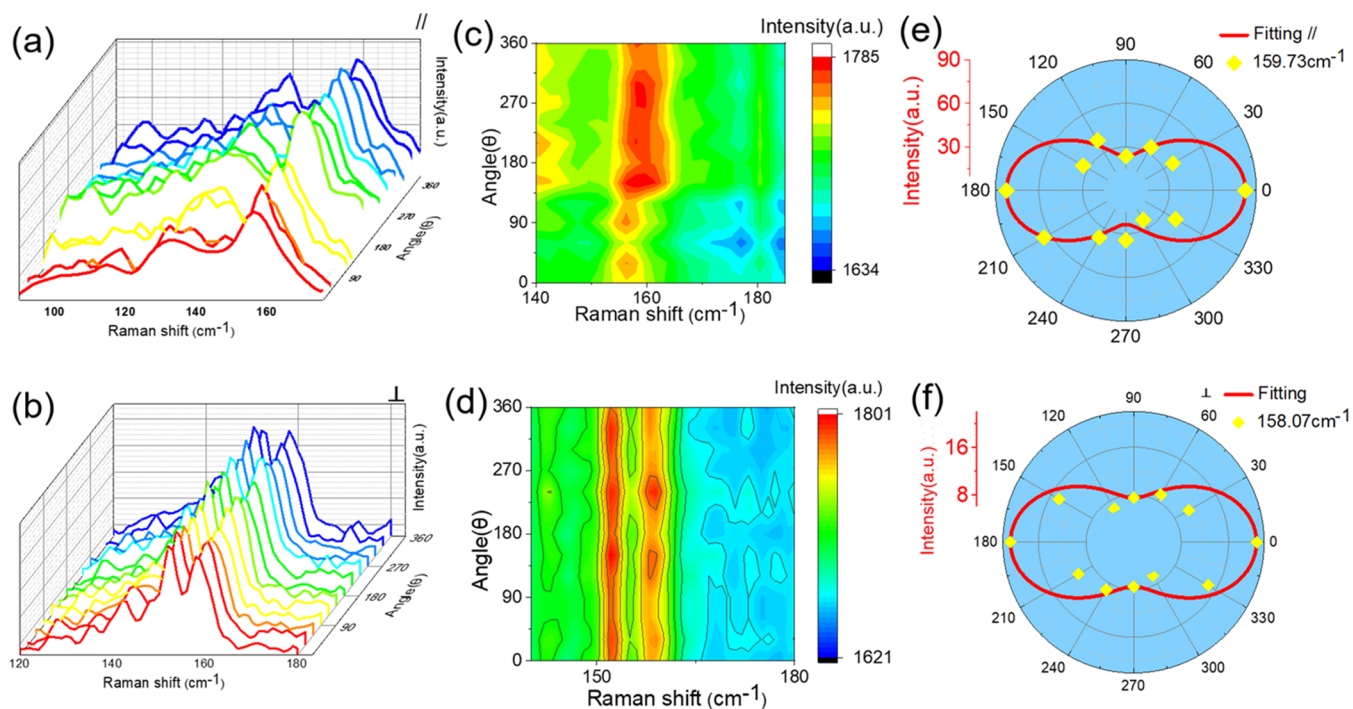 (a)
//
Intensity(a.u.)
360
270
180
90
Angle(θ)
100
120
140
160
Raman shift (cm-1)
(c)
Intensity(a.u.)
1785
1634
360
270
180
90
0
Angle(θ)
140
160
180
Raman shift (cm-1)
(e)
Fitting //
159.73cm-1
Intensity(a.u.)
90
60
30
90
60
30
0
330
300
270
240
210
180
150
120
(b)
⊥
Intensity(a.u.)
360
270
180
90
Angle(θ)
120
140
160
180
Raman shift (cm-1)
(d)
Intensity(a.u.)
1801
1621
360
270
180
90
0
Angle(θ)
150
180
Raman shift (cm-1)
(f)
⊥ Fitting
158.07cm-1
Intensity(a.u.)
16
8
90
60
30
0
330
300
270
240
210
180
150
120